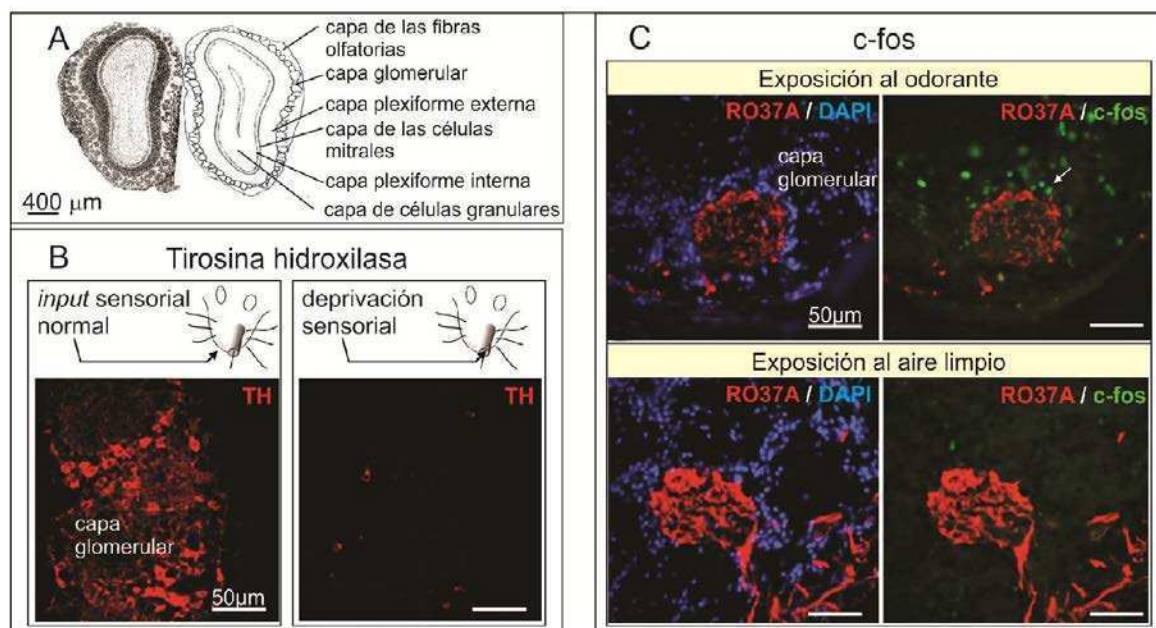 A
capa de las fibras
olfatorias
capa glomerular
capa plexiforme externa
capa de las células
mitrales
capa plexiforme interna
capa de células granulares
400 µm
B
Tirosina hidroxilasa
input sensorial
normal
deprivación
sensorial
TH
TH
capa
glomerular
50µm
C
c-fos
Exposición al odorante
RO37A / DAPI
RO37A / c-fos
capa
glomerular
50µm
Exposición al aire limpio
RO37A / DAPI
RO37A / c-fos